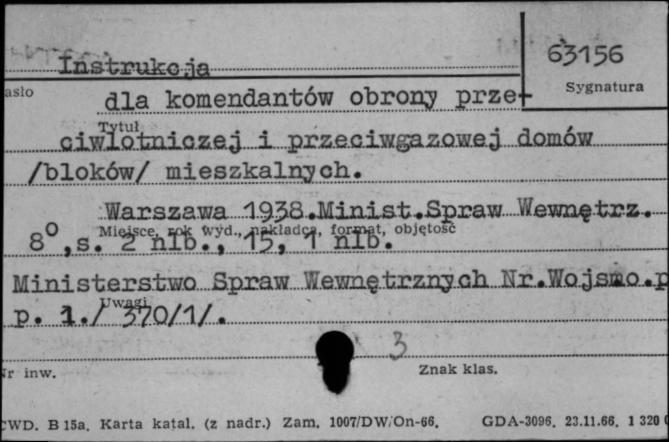 Instrukcja
63156
asło
Sygnatura
dla komendantów obrony prze-
Tytuł
ciwlotniczej i przeciwgazowej domów
/bloków/ mieszkalnych.
Warszawa 1938.Minist.Spraw Wewnętrz.
Miejsce, rok wyd., nakładca, format, objętość
8°,s. 2 nlb., 15, 1 nlb.
Ministerstwo Spraw Wewnętrznych Nr.Wojsmo.p
Uwagi
p. 1./ 370/1/.
3
Nr inw.
Znak klas.
CWD. B 15a. Karta katal. (z nadr.) Zam. 1007/DW/On-66. GDA-3096. 23.11.66. 1 320